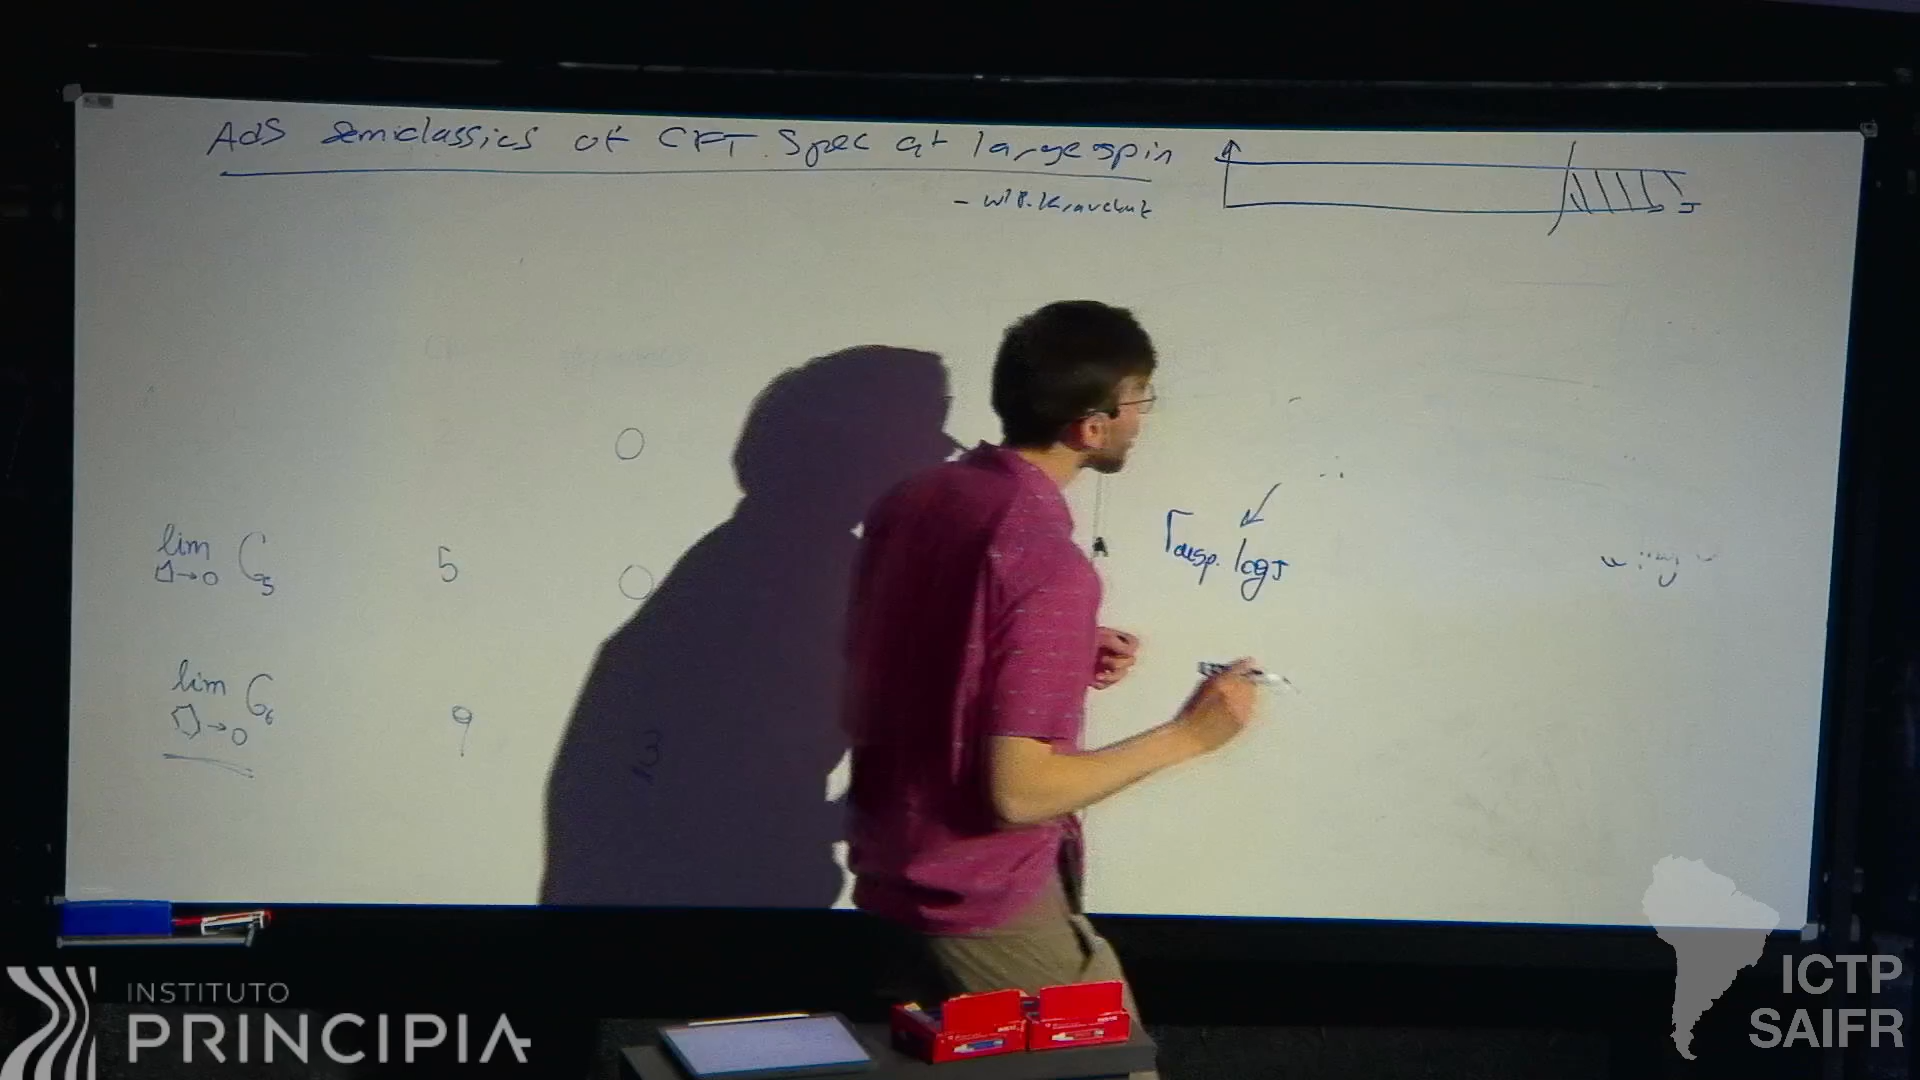 AdS semiclassics of CFT Spec at large spin
- w/ P. Kravchuk
J
O
Γcusp. log J
lim G5 5 O
□→0
lim G6 9 3
→0
INSTITUTO
PRINCIPIA
ICTP
SAIFR